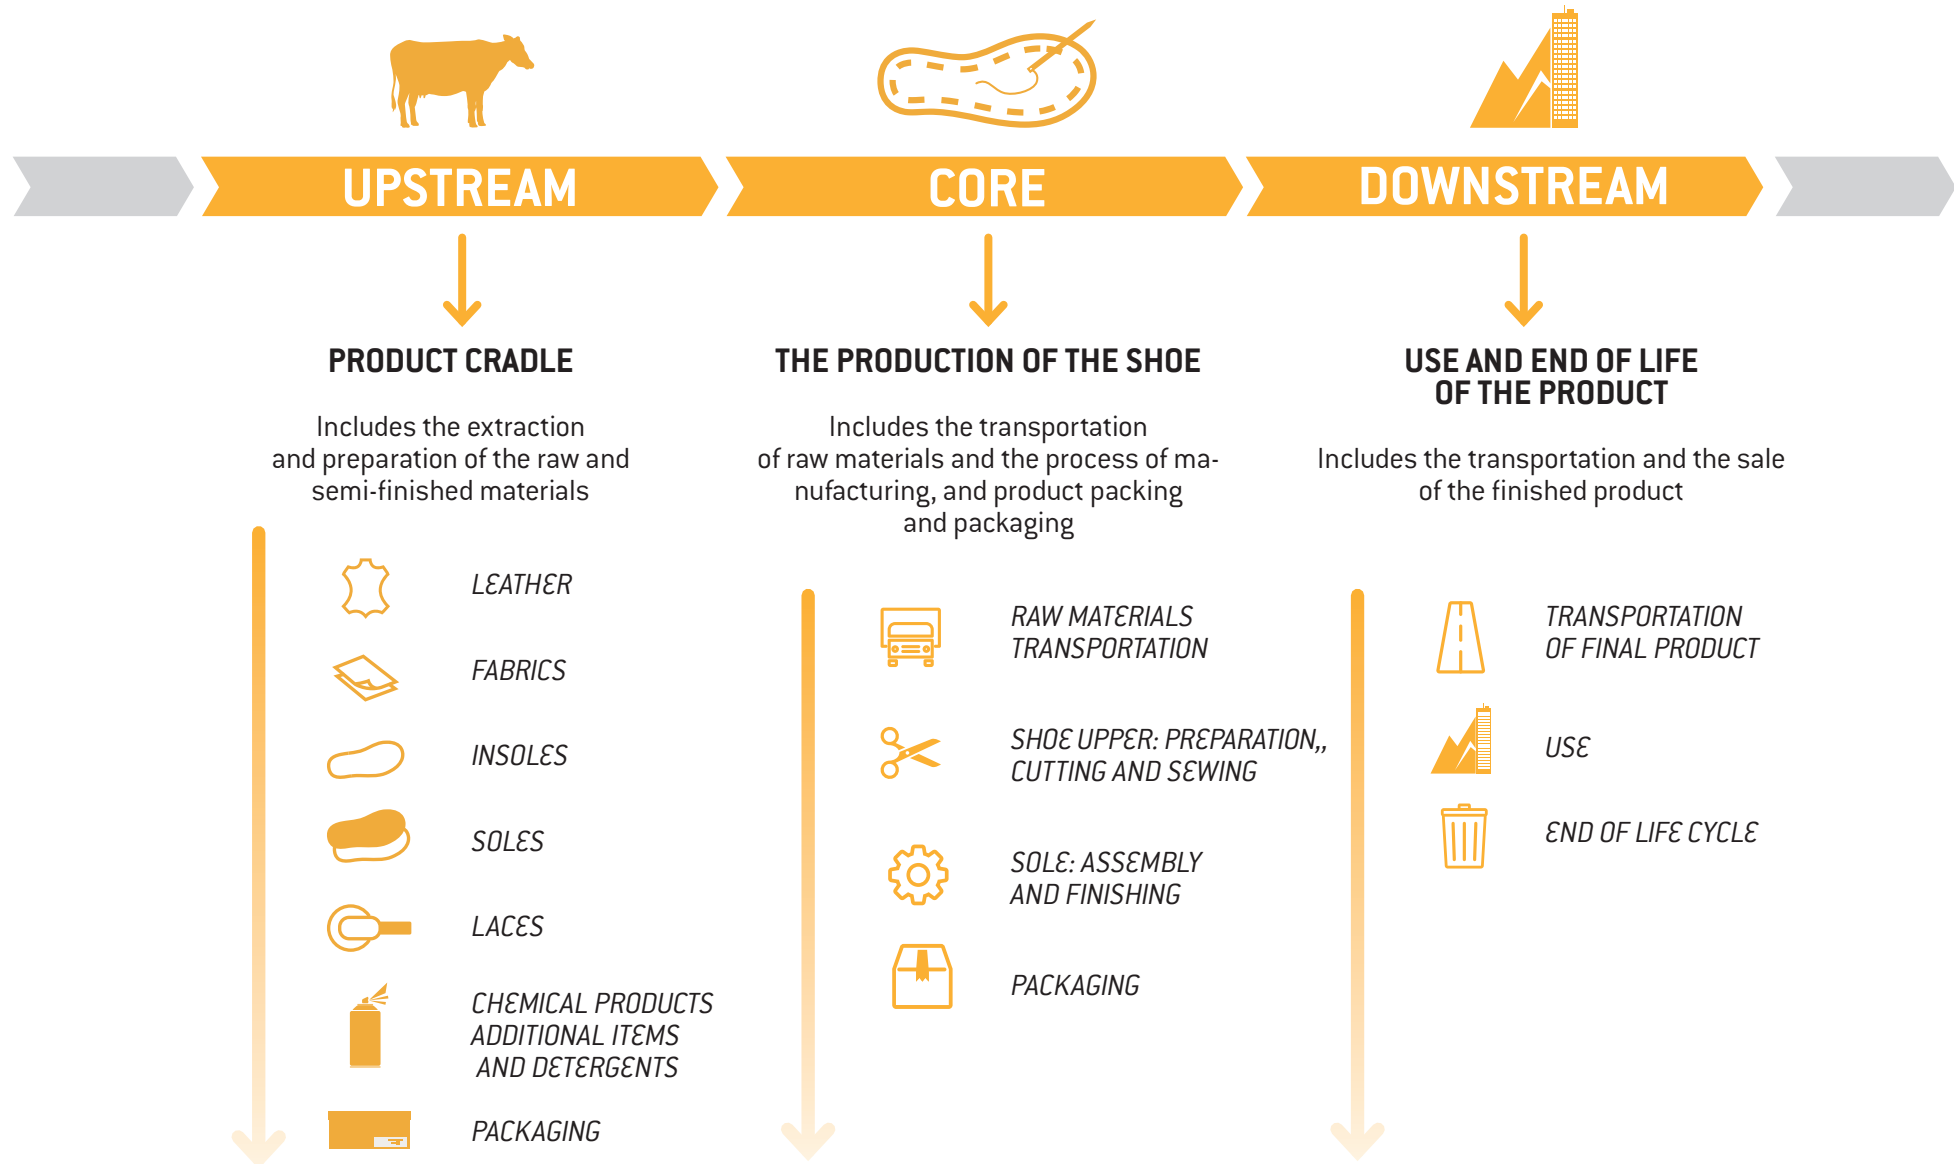 UPSTREAM
CORE
DOWNSTREAM
PRODUCT CRADLE
Includes the extraction
and preparation of the raw and
semi-finished materials
LEATHER
FABRICS
INSOLES
SOLES
LACES
CHEMICAL PRODUCTS
ADDITIONAL ITEMS
AND DETERGENTS
PACKAGING
THE PRODUCTION OF THE SHOE
Includes the transportation
of raw materials and the process of ma-
nufacturing, and product packing
and packaging
RAW MATERIALS
TRANSPORTATION
SHOE UPPER: PREPARATION,,
CUTTING AND SEWING
SOLE: ASSEMBLY
AND FINISHING
PACKAGING
USE AND END OF LIFE
OF THE PRODUCT
Includes the transportation and the sale
of the finished product
TRANSPORTATION
OF FINAL PRODUCT
USE
END OF LIFE CYCLE